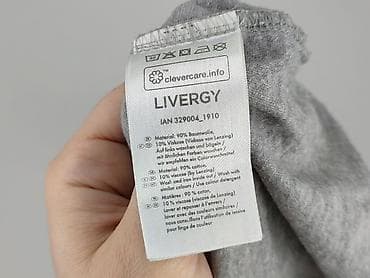 clevercare.info
LIVERGY
IAN 329004_1910
Material: 90% Baumwolle,
10% Viskose (Viskose von Lenzing)
Auf links waschen und bügeln /
mit ähnlichen Farben waschen /
wir empfehlen ein Colorwaschmittel
Material: 90% cotton,
10% viscose (by Lenzing)
Wash and iron inside out / Wash with
similar colours / Use colour detergent
Matières: 90% coton,
10% viscose (de Lenzing)
Laver et repasser à l'envers /
laver avec des couleurs similaires /
nous conseillons l'utilisation de lessive
pour linge de couleur